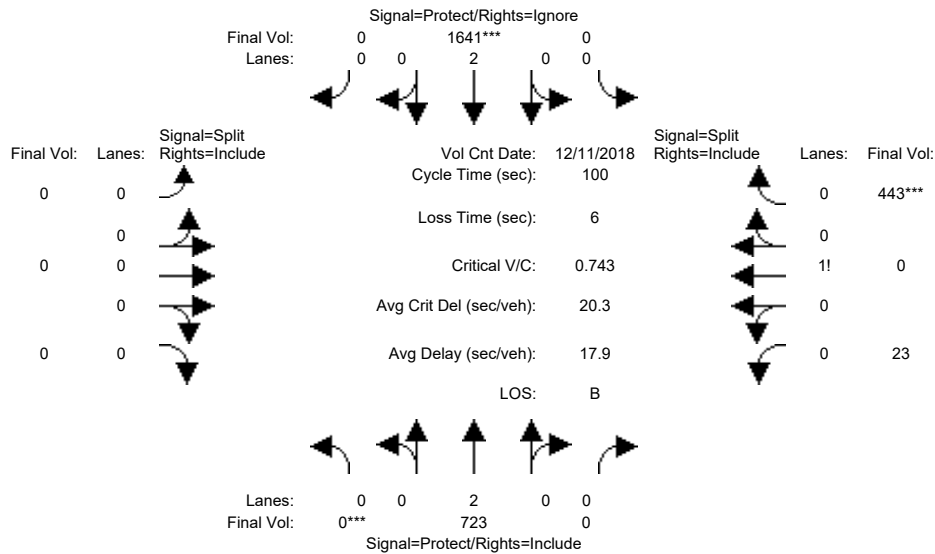 Signal=Protect/Rights=Ignore
Final Vol: 0 1641*** 0
Lanes: 0 0 2 0 0
Signal=Split Signal=Split
Final Vol: Lanes: Rights=Include Vol Cnt Date: 12/11/2018 Rights=Include Lanes: Final Vol:
Cycle Time (sec): 100
0 0 0 443***
Loss Time (sec): 6
0 0
0 0 Critical V/C: 0.743 1! 0
0 Avg Crit Del (sec/veh): 20.3 0
0 0 Avg Delay (sec/veh): 17.9 0 23
LOS: B
Lanes: 0 0 2 0 0
Final Vol: 0*** 723 0
Signal=Protect/Rights=Include